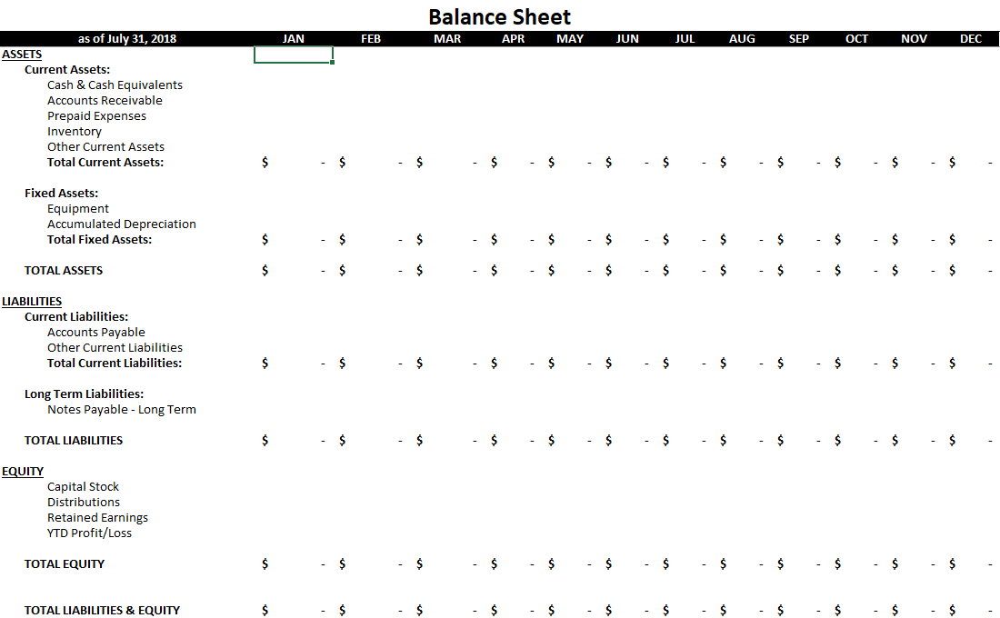 Balance Sheet
as of July 31, 2018 JAN FEB MAR APR MAY JUN JUL AUG SEP OCT NOV DEC
ASSETS
Current Assets:
Cash & Cash Equivalents
Accounts Receivable
Prepaid Expenses
Inventory
Other Current Assets
Total Current Assets: $ - $ - $ - $ - $ - $ - $ - $ - $ - $ - $ - $ -
Fixed Assets:
Equipment
Accumulated Depreciation
Total Fixed Assets: $ - $ - $ - $ - $ - $ - $ - $ - $ - $ - $ - $ -
TOTAL ASSETS $ - $ - $ - $ - $ - $ - $ - $ - $ - $ - $ - $ -
LIABILITIES
Current Liabilities:
Accounts Payable
Other Current Liabilities
Total Current Liabilities: $ - $ - $ - $ - $ - $ - $ - $ - $ - $ - $ - $ -
Long Term Liabilities:
Notes Payable - Long Term
TOTAL LIABILITIES $ - $ - $ - $ - $ - $ - $ - $ - $ - $ - $ - $ -
EQUITY
Capital Stock
Distributions
Retained Earnings
YTD Profit/Loss
TOTAL EQUITY $ - $ - $ - $ - $ - $ - $ - $ - $ - $ - $ - $ -
TOTAL LIABILITIES & EQUITY $ - $ - $ - $ - $ - $ - $ - $ - $ - $ - $ - $ -